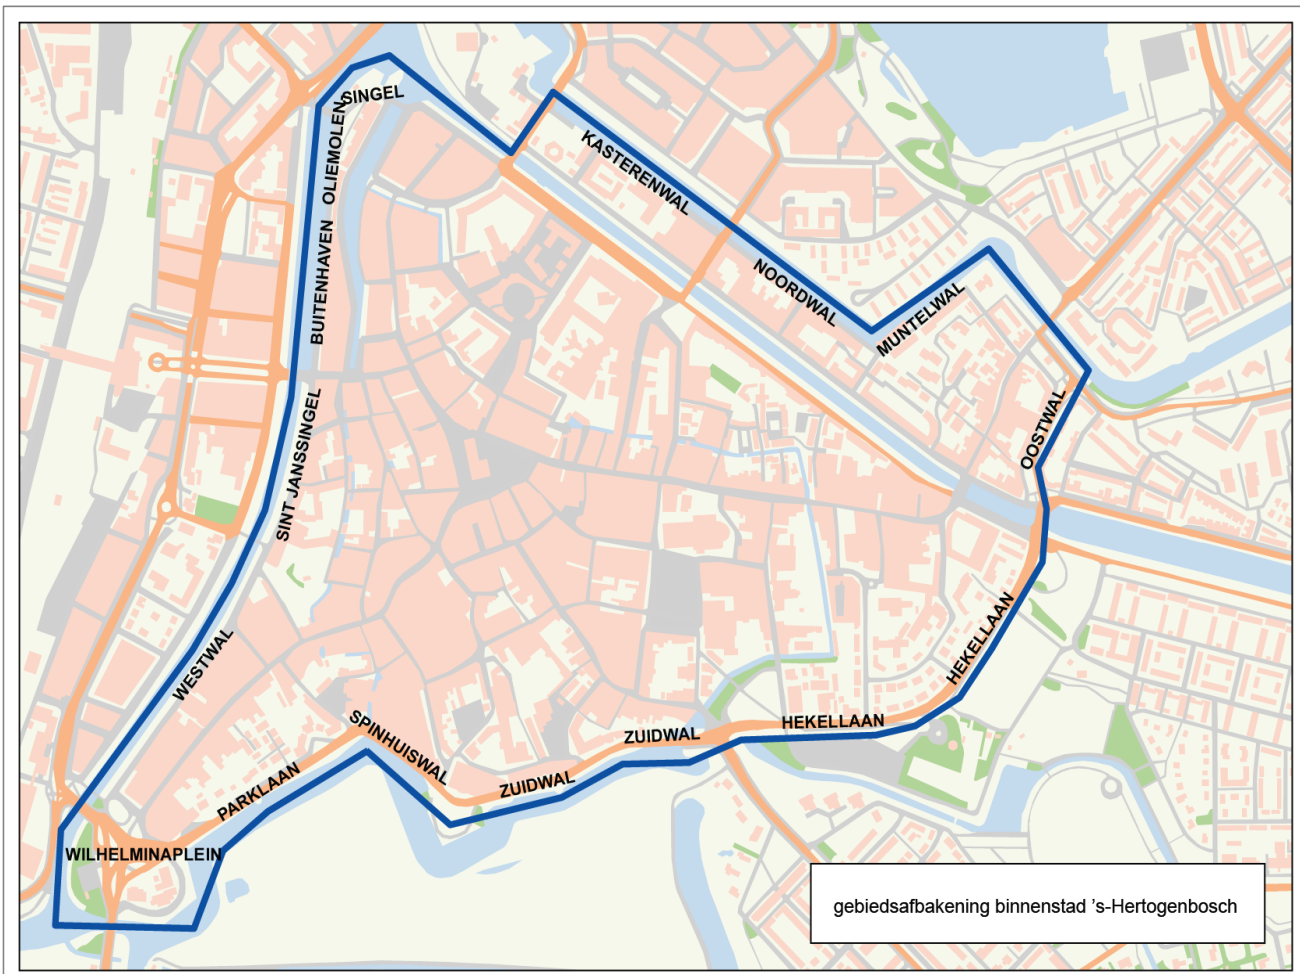 SINGEL
OLIEMOLEN
KASTERENWAL
BUITENHAVEN
NOORDWAL
MUNTELWAL
SINT JANSSINGEL
OOSTWAL
WESTWAL
HEKELLAAN
SPINHUISWAL
ZUIDWAL
HEKELLAAN
PARKLAAN
ZUIDWAL
WILHELMINAPLEIN
gebiedsafbakening binnenstad 's-Hertogenbosch